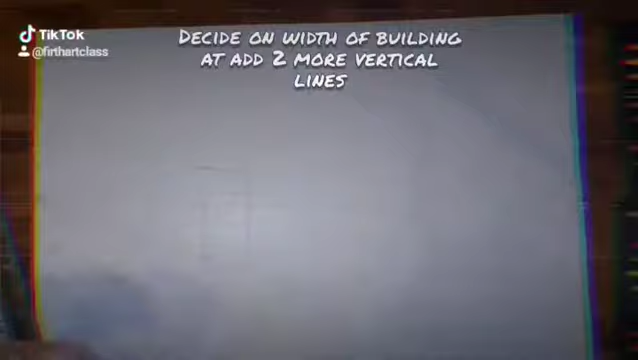 TikTok
@firthartclass
DECIDE ON WIDTH OF BUILDING
AT ADD 2 MORE VERTICAL
LINES